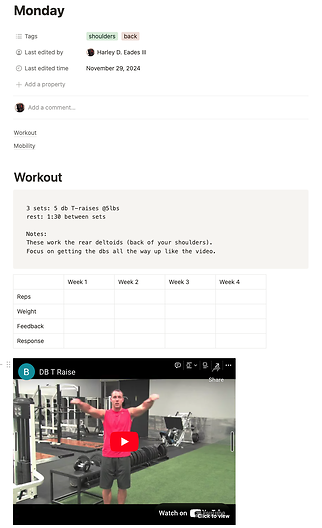 Monday
Tags shoulders back
Last edited by Harley D. Eades III
Last edited time November 29, 2024
Add a property
Add a comment...
Workout
Mobility
Workout
3 sets: 5 db T-raises @5lbs
rest: 1:30 between sets
Notes:
These work the rear deltoids (back of your shoulders).
Focus on getting the dbs all the way up like the video.
Week 1 Week 2 Week 3 Week 4
Reps
Weight
Feedback
Response
B DB T Raise
Share
Watch on YouTube
Click to view